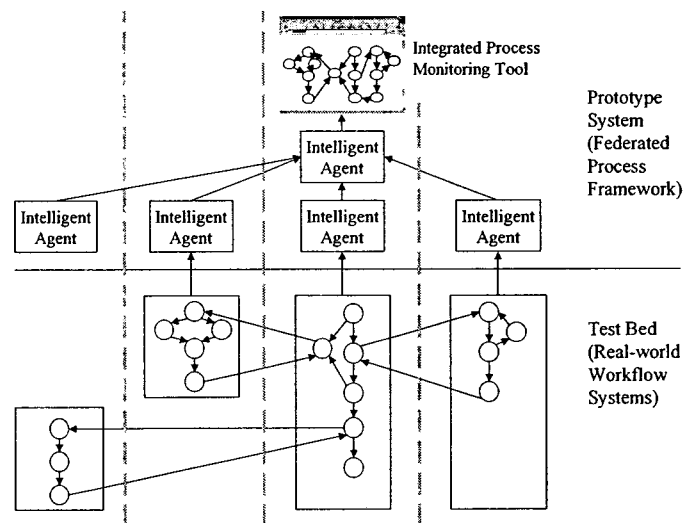 Integrated Process
Monitoring Tool
Prototype
System
(Federated
Process
Framework)
Intelligent
Agent
Intelligent
Agent
Intelligent
Agent
Intelligent
Agent
Intelligent
Agent
Test Bed
(Real-world
Workflow
Systems)